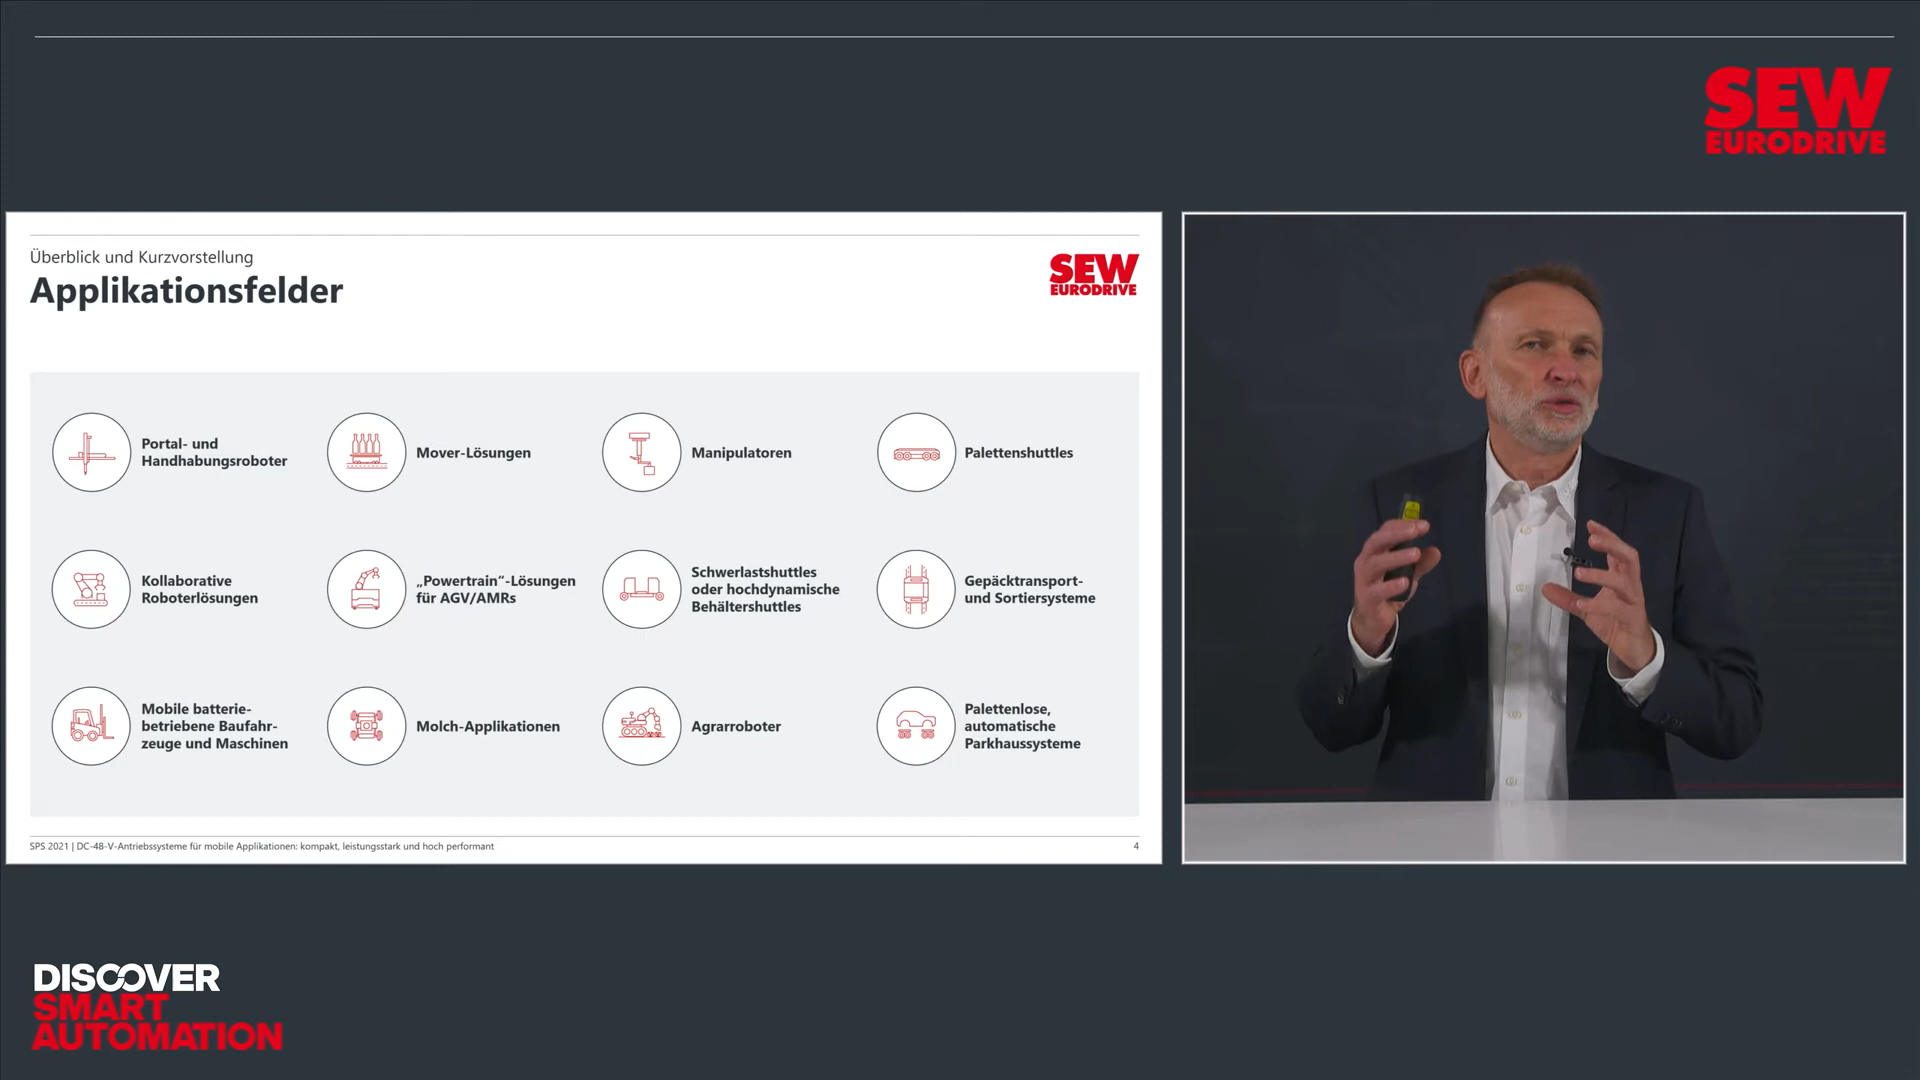 SEW
EURODRIVE
Überblick und Kurzvorstellung
Applikationsfelder
SEW
EURODRIVE
Portal- und
Handhabungsroboter
Mover-Lösungen
Manipulatoren
Palettenshuttles
Kollaborative
Roboterlösungen
„Powertrain“-Lösungen
für AGV/AMRs
Schwerlastshuttles
oder hochdynamische
Behältershuttles
Gepäcktransport-
und Sortiersysteme
Mobile batterie-
betriebene Baufahr-
zeuge und Maschinen
Molch-Applikationen
Agrarroboter
Palettenlose,
automatische
Parkhaussysteme
SPS 2021 | DC-48-V-Antriebssysteme für mobile Applikationen: kompakt, leistungsstark und hoch performant
4
DISCOVER
SMART
AUTOMATION